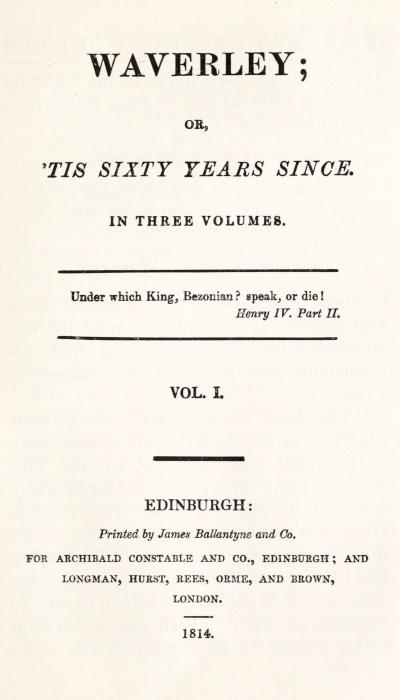 WAVERLEY;
OR,
'TIS SIXTY YEARS SINCE.
IN THREE VOLUMES.
Under which King, Bezonian? speak, or die!
Henry IV. Part II.
VOL. I.
EDINBURGH:
Printed by James Ballantyne and Co.
FOR ARCHIBALD CONSTABLE AND CO., EDINBURGH; AND
LONGMAN, HURST, REES, ORME, AND BROWN,
LONDON.
1814.